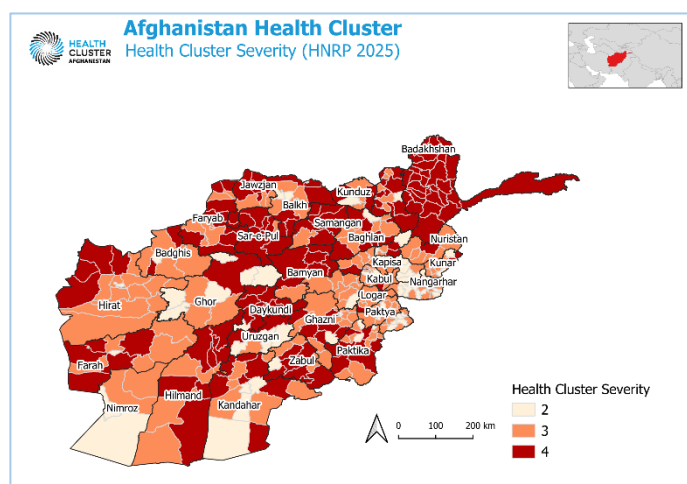 Afghanistan Health Cluster
Health Cluster Severity (HNRP 2025)
HEALTH
CLUSTER
AFGHANISTAN
Badakhshan
Jawzjan
Kunduz
Balkh
Faryab
Samangan
Sar-e-Pul
Baghlan
Nuristan
Badghis
Kapisa
Kunar
Bamyan
Kabul
Nangarhar
Hirat
Ghor
Logar
Daykundi
Paktya
Ghazni
Uruzgan
Paktika
Farah
Zabul
Hilmand
Nimroz
Kandahar
Health Cluster Severity
2
3
4
0 100 200 km